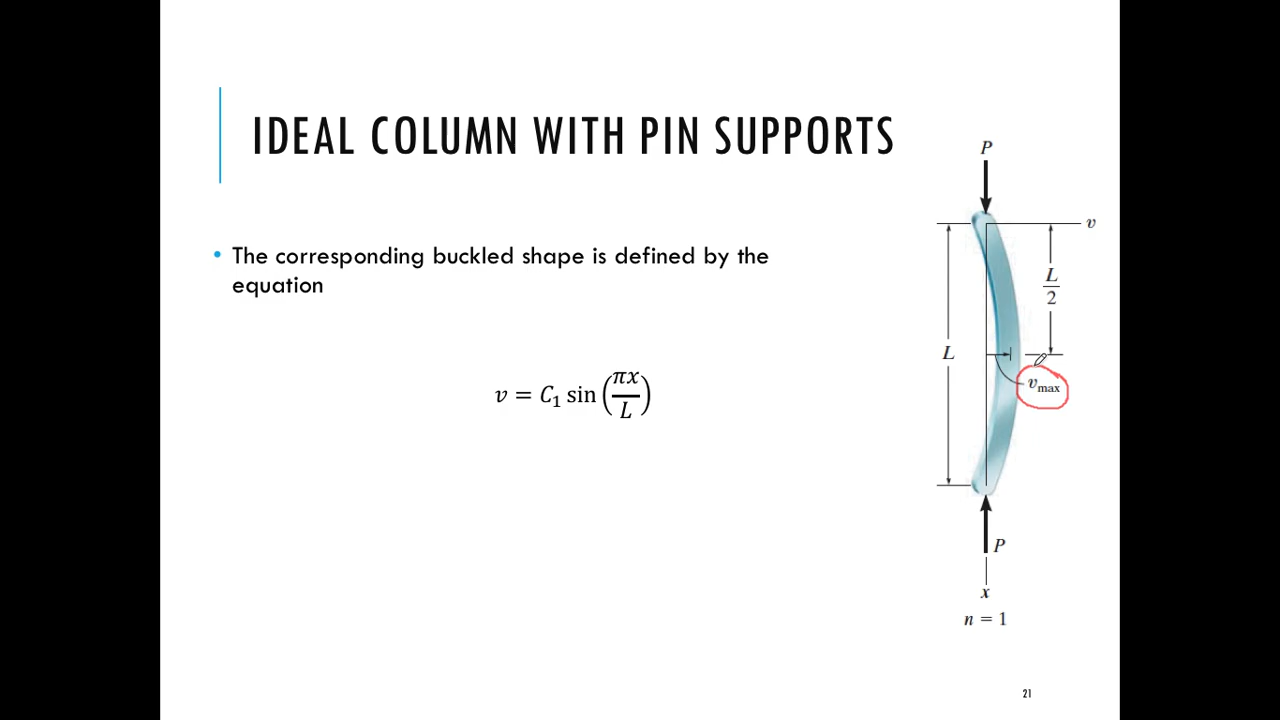 IDEAL COLUMN WITH PIN SUPPORTS
• The corresponding buckled shape is defined by the
equation
v = C₁ sin(πx/L)
P
v
L/2
L
vmax
P
x
n = 1
21